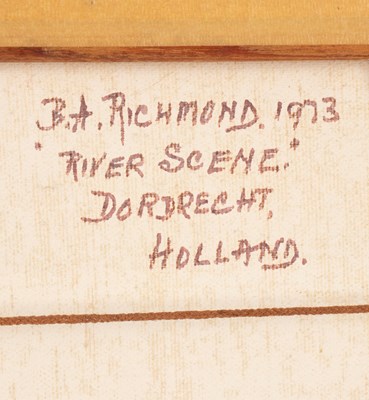 B.A. RICHMOND. 1973
"RIVER SCENE."
DORDRECHT,
HOLLAND.